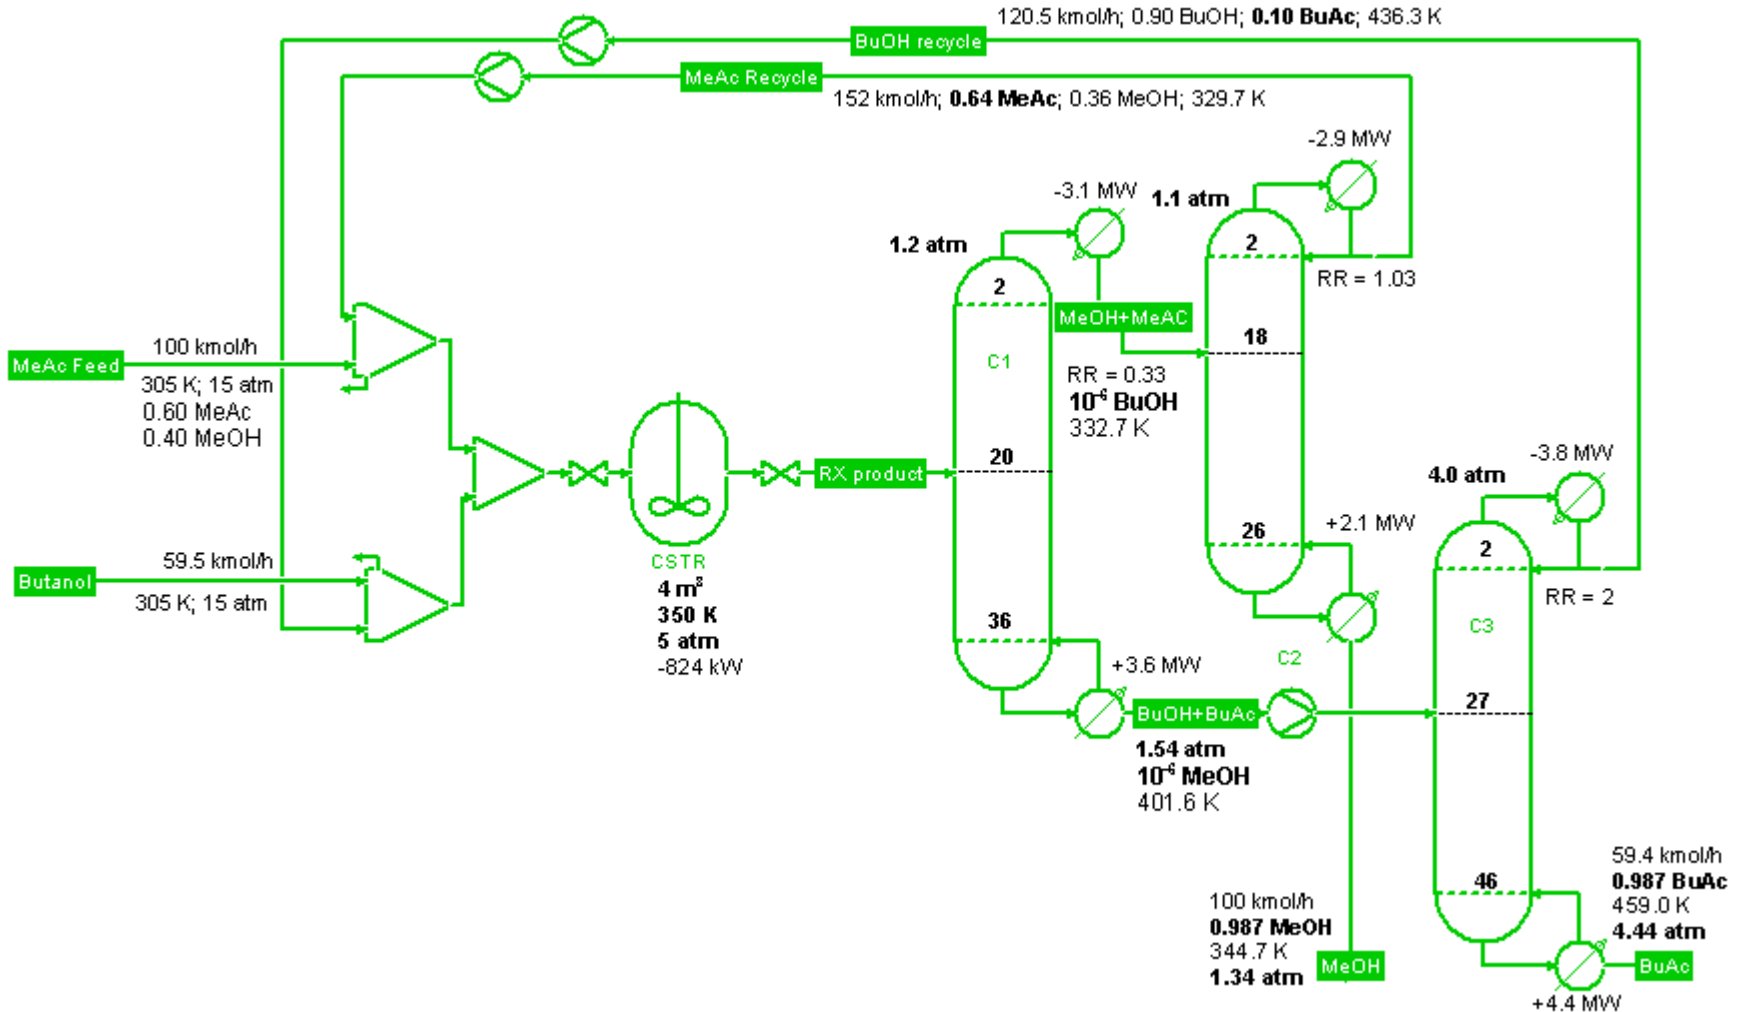 120.5 kmol/h; 0.90 BuOH; 0.10 BuAc; 436.3 K
BuOH recycle
MeAc Recycle
152 kmol/h; 0.64 MeAc; 0.36 MeOH; 329.7 K
-2.9 MW
-3.1 MW
1.1 atm
1.2 atm
2
RR = 1.03
2
MeOH+MeAC
18
C1
RR = 0.33
10⁻⁶ BuOH
332.7 K
MeAc Feed
100 kmol/h
305 K; 15 atm
0.60 MeAc
0.40 MeOH
RX product
20
-3.8 MW
4.0 atm
26
+2.1 MW
2
Butanol
59.5 kmol/h
305 K; 15 atm
CSTR
4 m³
350 K
5 atm
-824 kW
RR = 2
36
C3
C2
+3.6 MW
27
BuOH+BuAc
1.54 atm
10⁻⁶ MeOH
401.6 K
46
59.4 kmol/h
0.987 BuAc
459.0 K
4.44 atm
100 kmol/h
0.987 MeOH
344.7 K
1.34 atm
MeOH
BuAc
+4.4 MW